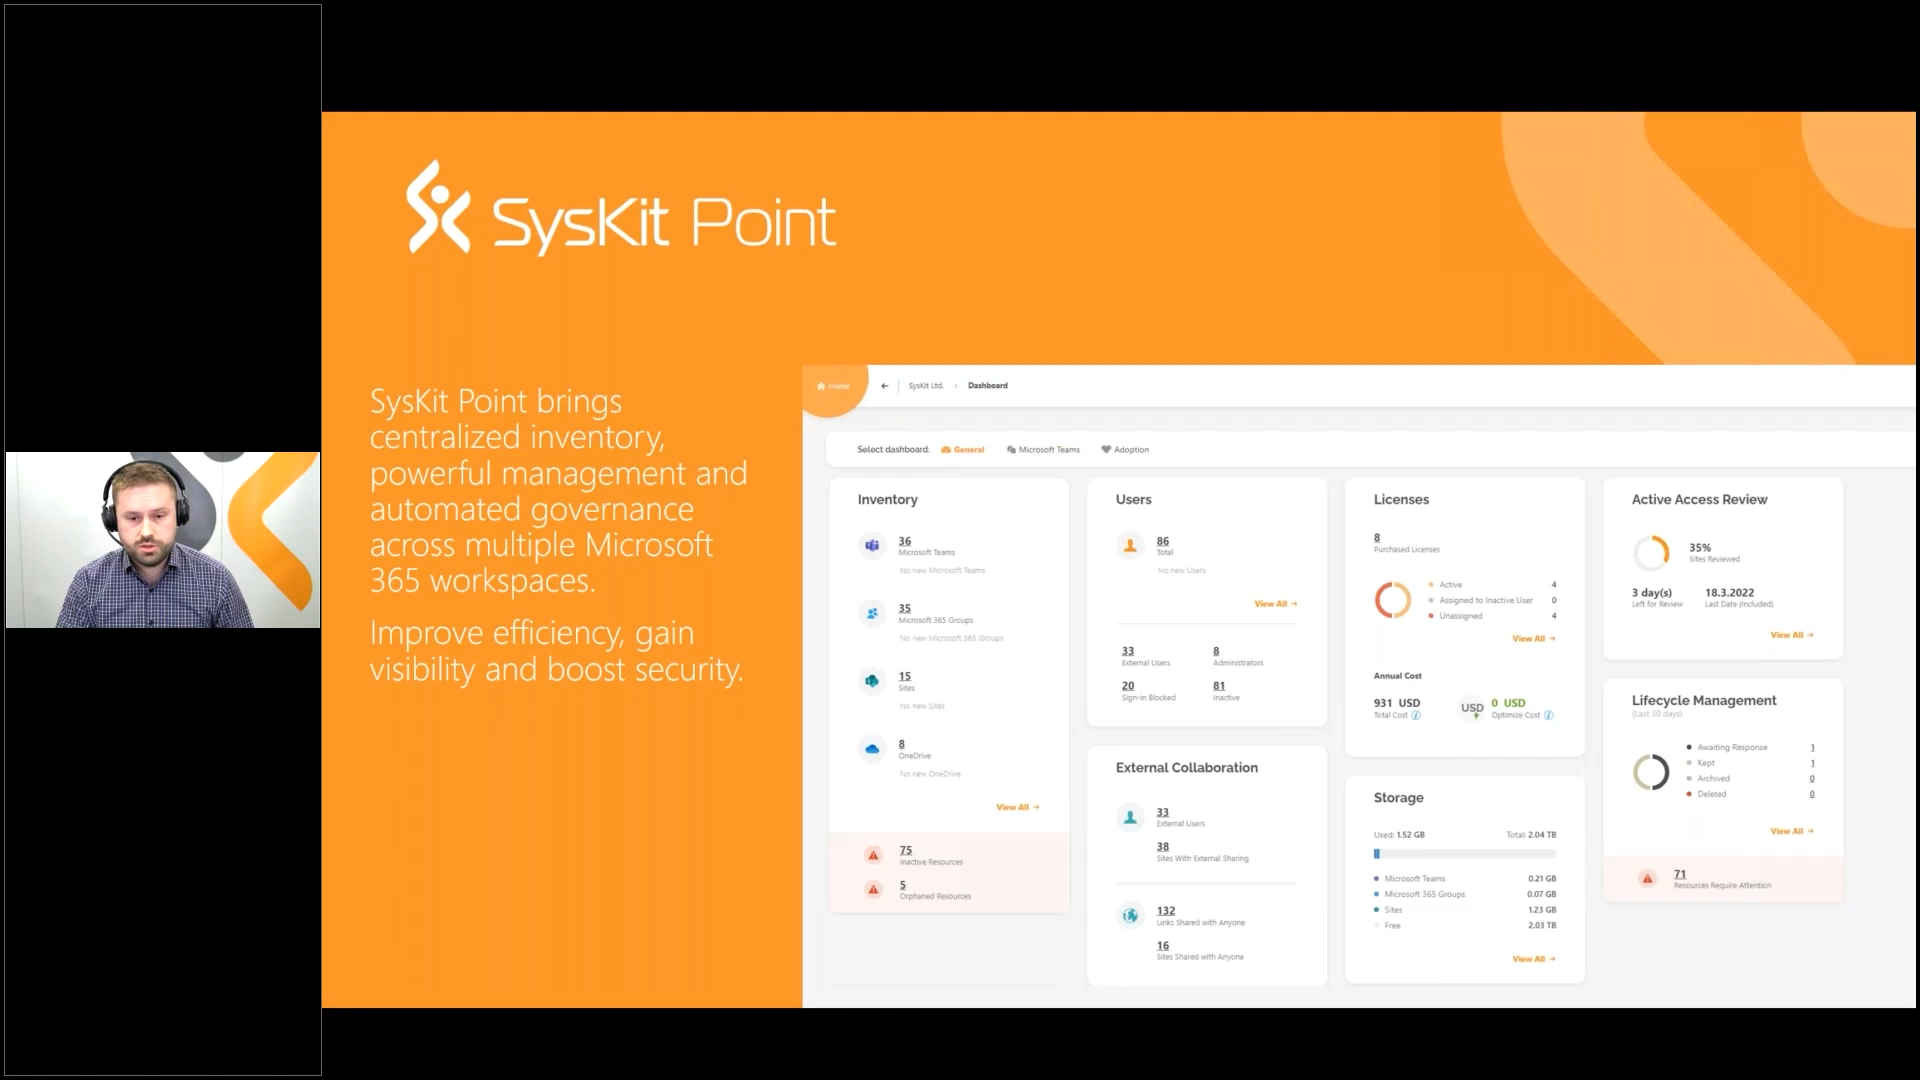 SysKit Point
SysKit Point brings
centralized inventory,
powerful management and
automated governance
across multiple Microsoft
365 workspaces.
Improve efficiency, gain
visibility and boost security.
Home
SysKit Ltd. › Dashboard
Select dashboard: General Microsoft Teams Adoption
Inventory
36
Microsoft Teams
No new Microsoft Teams
35
Microsoft 365 Groups
No new Microsoft 365 Groups
15
Sites
No new Sites
8
OneDrive
No new OneDrive
View All →
75
Inactive Resources
5
Orphaned Resources
Users
86
Total
No new Users
View All →
33
External Users
8
Administrators
20
Sign-in Blocked
81
Inactive
External Collaboration
33
External Users
38
Sites With External Sharing
132
Links Shared with Anyone
16
Sites Shared with Anyone
Licenses
8
Purchased Licenses
Active 4
Assigned to Inactive User 0
Unassigned 4
View All →
Annual Cost
931 USD
Total Cost
USD
0 USD
Optimize Cost
Storage
Used: 1.52 GB Total: 2.04 TB
Microsoft Teams 0.21 GB
Microsoft 365 Groups 0.07 GB
Sites 1.23 GB
Free 2.03 TB
View All →
Active Access Review
35%
Sites Reviewed
3 day(s)
Left for Review
18.3.2022
Last Date (Included)
View All →
Lifecycle Management
(Last 30 days)
Awaiting Response 1
Kept 1
Archived 0
Deleted 0
View All →
71
Resources Require Attention